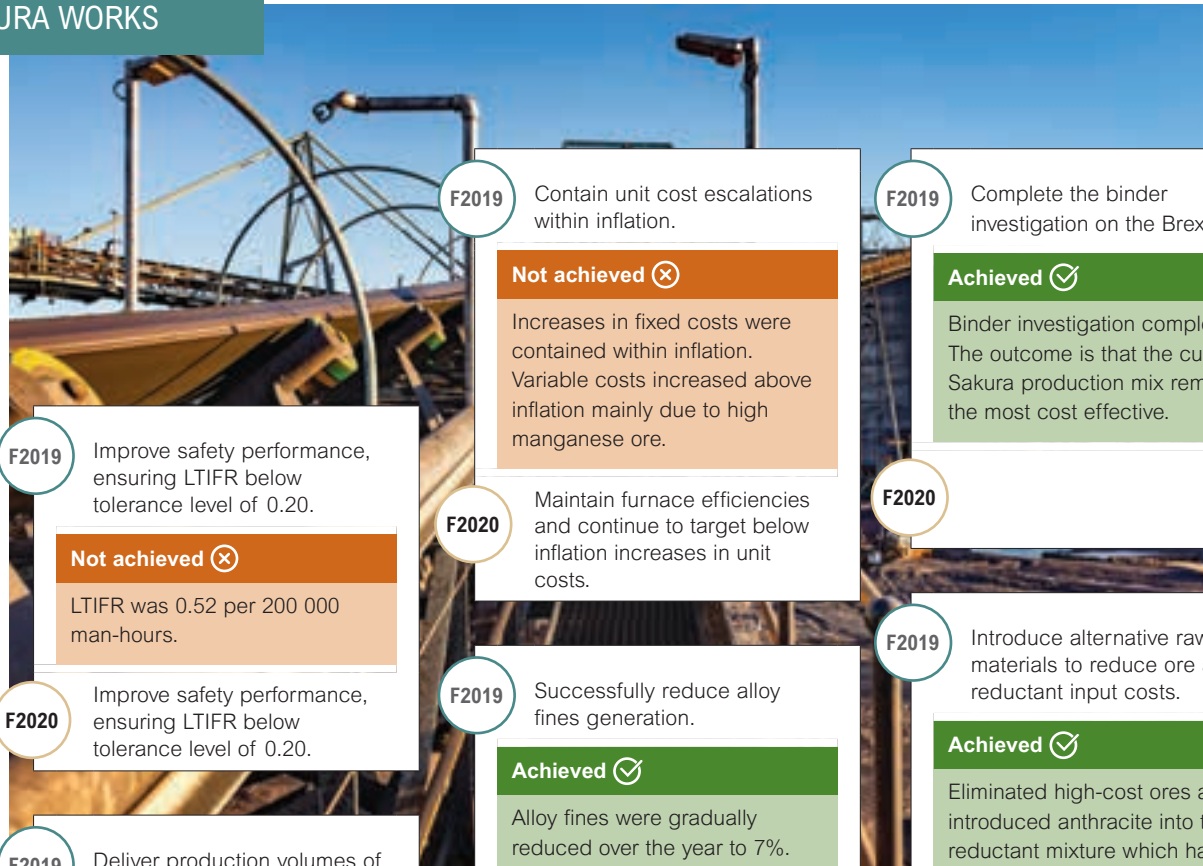 WORKS
F2019
Improve safety performance,
ensuring LTIFR below
tolerance level of 0.20.
Not achieved
LTIFR was 0.52 per 200 000
man-hours.
F2020
Improve safety performance,
ensuring LTIFR below
tolerance level of 0.20.
F2019
Deliver production volumes of
F2019
Contain unit cost escalations
within inflation.
Not achieved
Increases in fixed costs were
contained within inflation.
Variable costs increased above
inflation mainly due to high
manganese ore.
F2020
Maintain furnace efficiencies
and continue to target below
inflation increases in unit
costs.
F2019
Successfully reduce alloy
fines generation.
Achieved
Alloy fines were gradually
reduced over the year to 7%.
F2019
Complete the binder
investigation on the
Achieved
Binder investigation
The outcome is that the
Sakura production mix
the most cost effective.
F2020
F2019
Introduce alternative
materials to reduce ore
reductant input costs.
Achieved
Eliminated high-cost ores
introduced anthracite into
reductant mixture which